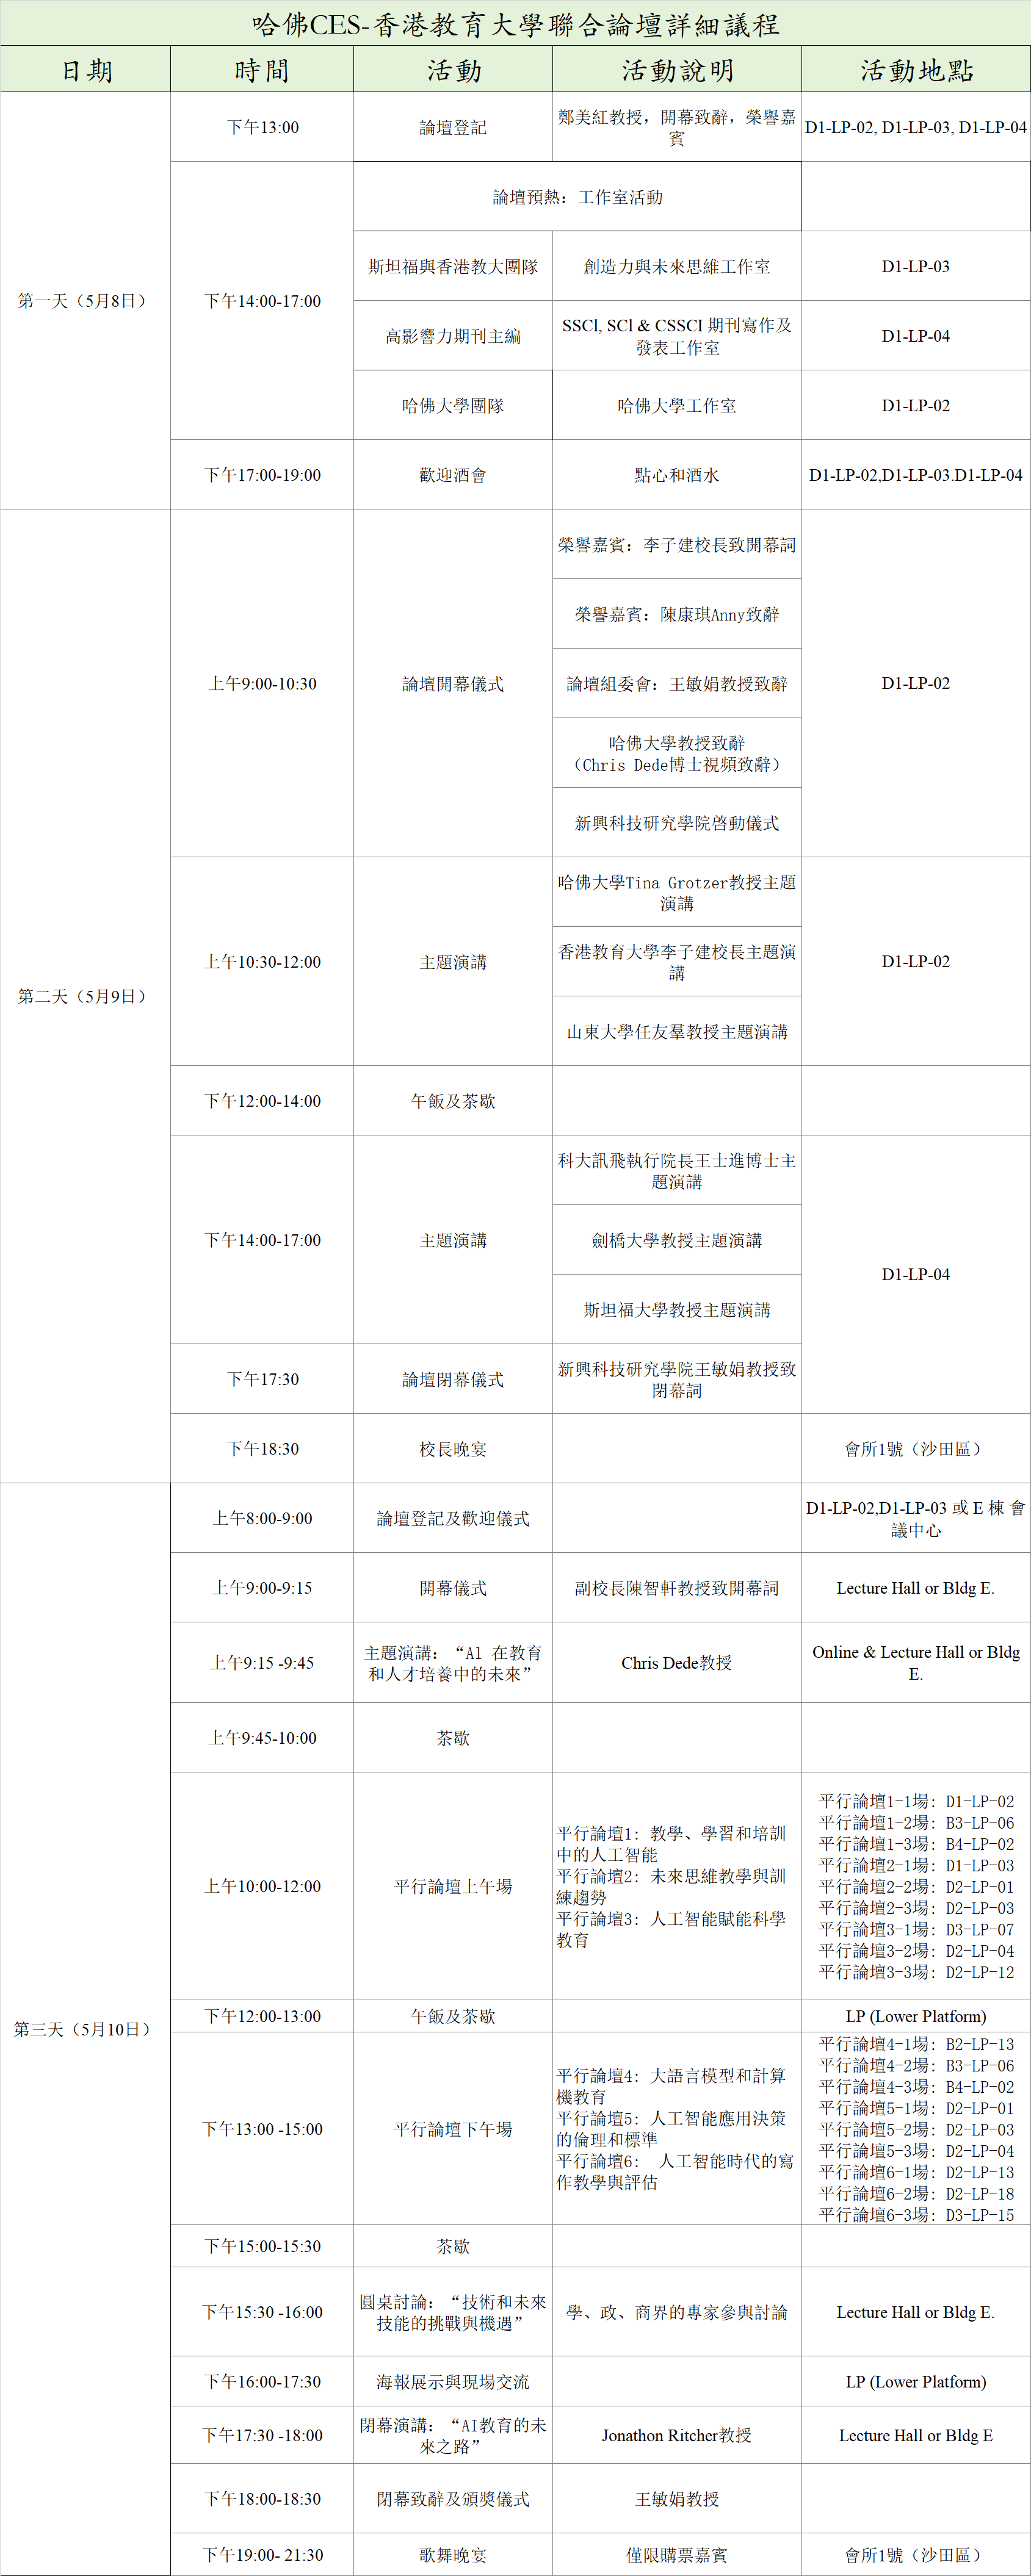 哈佛CES-香港教育大學聯合論壇詳細議程
日期
時間
活動
活動說明
活動地點
第一天（5月8日）
下午13:00
論壇登記
鄭美紅教授，開幕致辭，榮譽嘉
賓
D1-LP-02, D1-LP-03, D1-LP-04
下午14:00-17:00
論壇預熱：工作室活動
斯坦福與香港教大團隊
創造力與未來思維工作室
D1-LP-03
高影響力期刊主編
SSCl, SCl & CSSCI 期刊寫作及
發表工作室
D1-LP-04
哈佛大學團隊
哈佛大學工作室
D1-LP-02
下午17:00-19:00
歡迎酒會
點心和酒水
D1-LP-02,D1-LP-03.D1-LP-04
第二天（5月9日）
上午9:00-10:30
論壇開幕儀式
榮譽嘉賓：李子建校長致開幕詞
榮譽嘉賓：陳康琪Anny致辭
論壇組委會：王敏娟教授致辭
哈佛大學教授致辭
（Chris Dede博士視頻致辭）
新興科技研究學院啓動儀式
D1-LP-02
上午10:30-12:00
主題演講
哈佛大學Tina Grotzer教授主題
演講
香港教育大學李子建校長主題演
講
山東大學任友羣教授主題演講
D1-LP-02
下午12:00-14:00
午飯及茶歇
下午14:00-17:00
主題演講
科大訊飛執行院長王士進博士主
題演講
劍橋大學教授主題演講
斯坦福大學教授主題演講
D1-LP-04
下午17:30
論壇閉幕儀式
新興科技研究學院王敏娟教授致
閉幕詞
下午18:30
校長晚宴
會所1號（沙田區）
第三天（5月10日）
上午8:00-9:00
論壇登記及歡迎儀式
D1-LP-02,D1-LP-03 或 E 棟 會
議中心
上午9:00-9:15
開幕儀式
副校長陳智軒教授致開幕詞
Lecture Hall or Bldg E.
上午9:15 -9:45
主題演講：“Al 在教育
和人才培養中的未來”
Chris Dede教授
Online & Lecture Hall or Bldg
E.
上午9:45-10:00
茶歇
上午10:00-12:00
平行論壇上午場
平行論壇1: 教學、學習和培訓
中的人工智能
平行論壇2: 未來思維教學與訓
練趨勢
平行論壇3: 人工智能賦能科學
教育
平行論壇1-1場: D1-LP-02
平行論壇1-2場: B3-LP-06
平行論壇1-3場: B4-LP-02
平行論壇2-1場: D1-LP-03
平行論壇2-2場: D2-LP-01
平行論壇2-3場: D2-LP-03
平行論壇3-1場: D3-LP-07
平行論壇3-2場: D2-LP-04
平行論壇3-3場: D2-LP-12
下午12:00-13:00
午飯及茶歇
LP (Lower Platform)
下午13:00 -15:00
平行論壇下午場
平行論壇4: 大語言模型和計算
機教育
平行論壇5: 人工智能應用決策
的倫理和標準
平行論壇6: 人工智能時代的寫
作教學與評估
平行論壇4-1場: B2-LP-13
平行論壇4-2場: B3-LP-06
平行論壇4-3場: B4-LP-02
平行論壇5-1場: D2-LP-01
平行論壇5-2場: D2-LP-03
平行論壇5-3場: D2-LP-04
平行論壇6-1場: D2-LP-13
平行論壇6-2場: D2-LP-18
平行論壇6-3場: D3-LP-15
下午15:00-15:30
茶歇
下午15:30 -16:00
圓桌討論：“技術和未來
技能的挑戰與機遇”
學、政、商界的專家參與討論
Lecture Hall or Bldg E.
下午16:00-17:30
海報展示與現場交流
LP (Lower Platform)
下午17:30 -18:00
閉幕演講：“AI教育的未
來之路”
Jonathon Ritcher教授
Lecture Hall or Bldg E
下午18:00-18:30
閉幕致辭及頒獎儀式
王敏娟教授
下午19:00- 21:30
歌舞晚宴
僅限購票嘉賓
會所1號（沙田區）